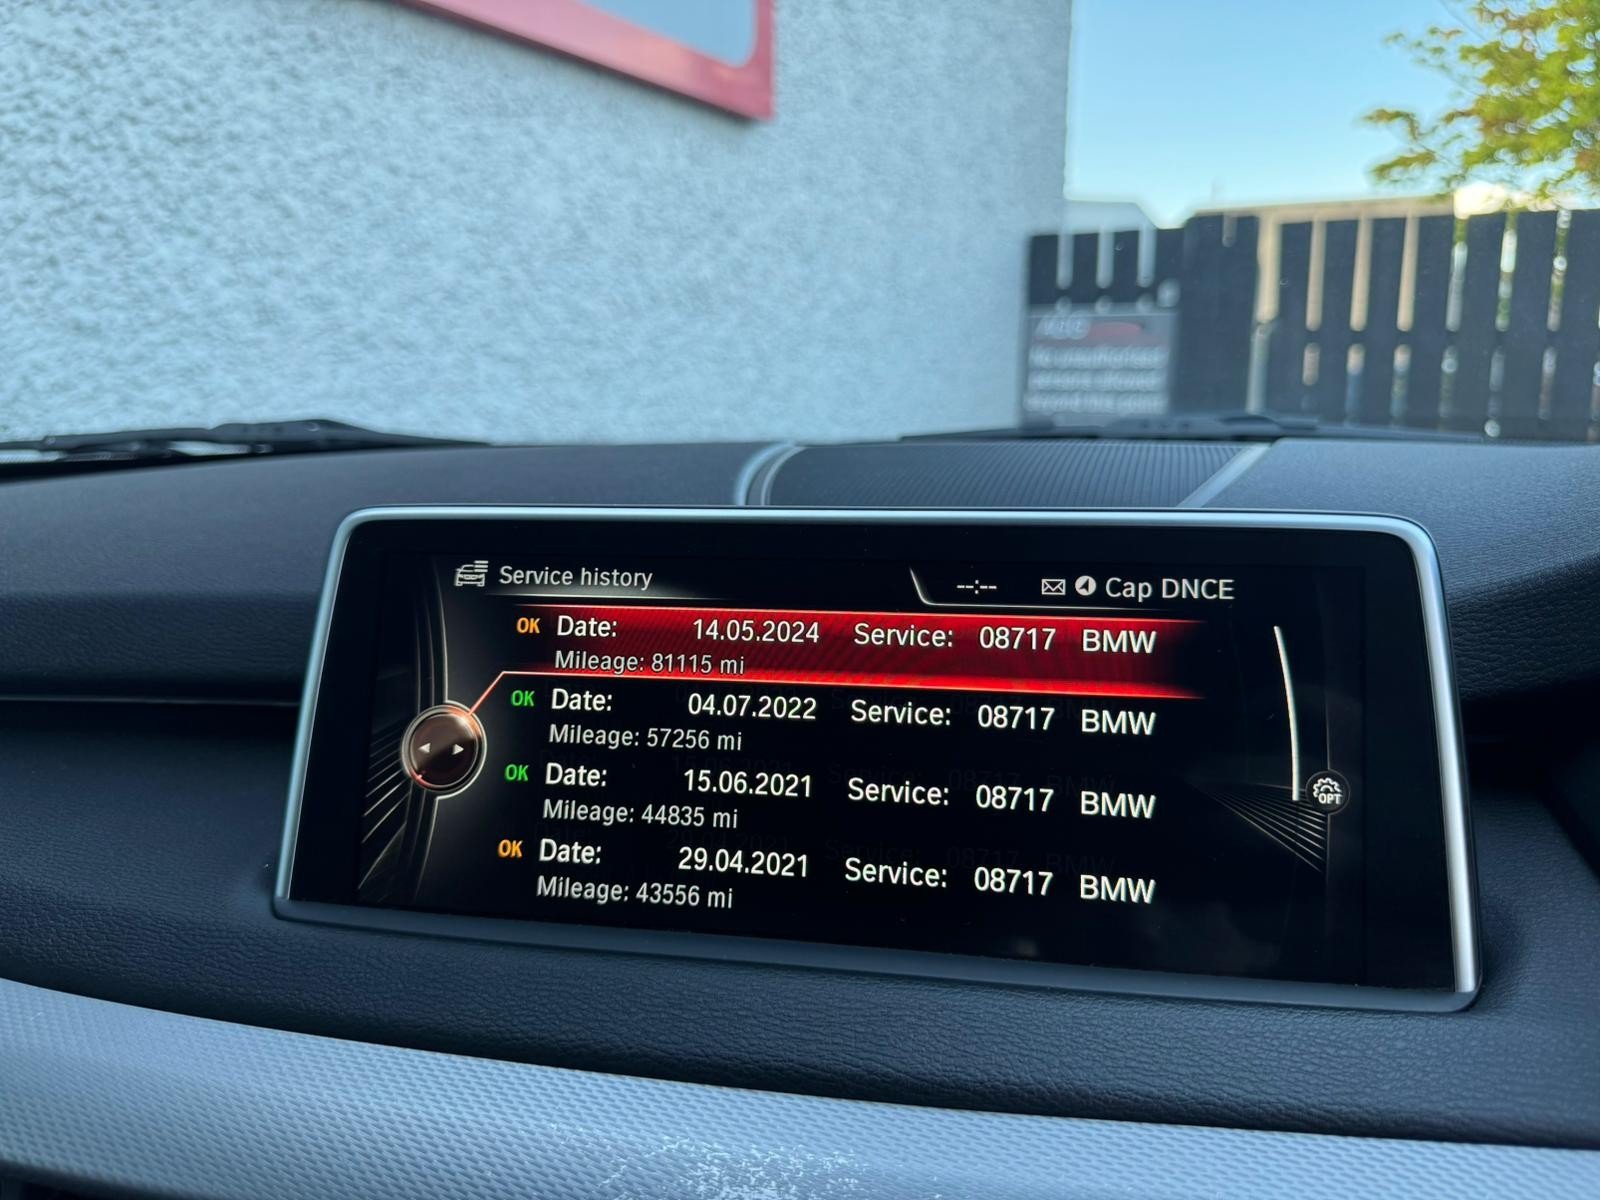 Service history
--:-- Cap DNCE
OK Date: 14.05.2024 Service: 08717 BMW
Mileage: 81115 mi
OK Date: 04.07.2022 Service: 08717 BMW
Mileage: 57256 mi
OK Date: 15.06.2021 Service: 08717 BMW
Mileage: 44835 mi
OK Date: 29.04.2021 Service: 08717 BMW
Mileage: 43556 mi
OPT